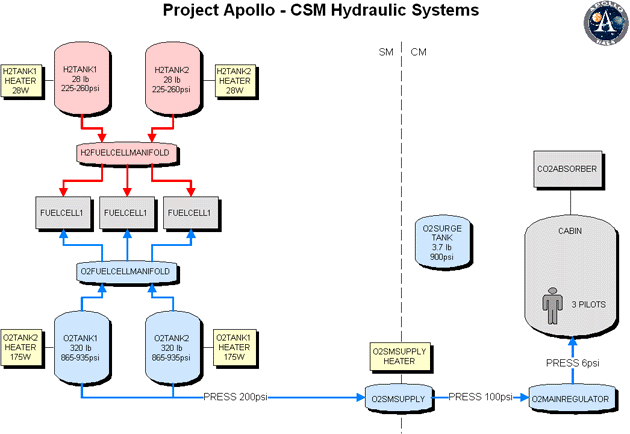 Project Apollo - CSM Hydraulic Systems
APOLLO
SM
CM
H2TANK1
HEATER
28W
H2TANK1
28 lb
225-260psi
H2TANK2
28 lb
225-260psi
H2TANK2
HEATER
28W
H2FUELCELLMANIFOLD
FUELCELL1
FUELCELL1
FUELCELL1
O2FUELCELLMANIFOLD
O2TANK2
HEATER
175W
O2TANK1
320 lb
865-935psi
O2TANK2
320 lb
865-935psi
O2TANK1
HEATER
175W
PRESS 200psi
O2SURGE
TANK
3.7 lb
900psi
O2SMSUPPLY
HEATER
O2SMSUPPLY
PRESS 100psi
CO2ABSORBER
CABIN
3 PILOTS
PRESS 6psi
O2MAINREGULATOR